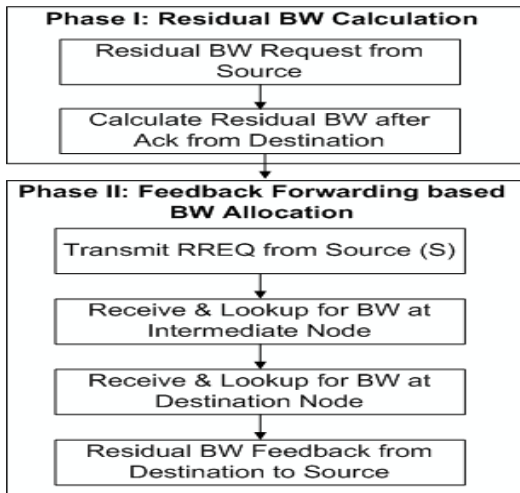 Phase I: Residual BW Calculation
Residual BW Request from
Source
Calculate Residual BW after
Ack from Destination
Phase II: Feedback Forwarding based
BW Allocation
Transmit RREQ from Source (S)
Receive & Lookup for BW at
Intermediate Node
Receive & Lookup for BW at
Destination Node
Residual BW Feedback from
Destination to Source